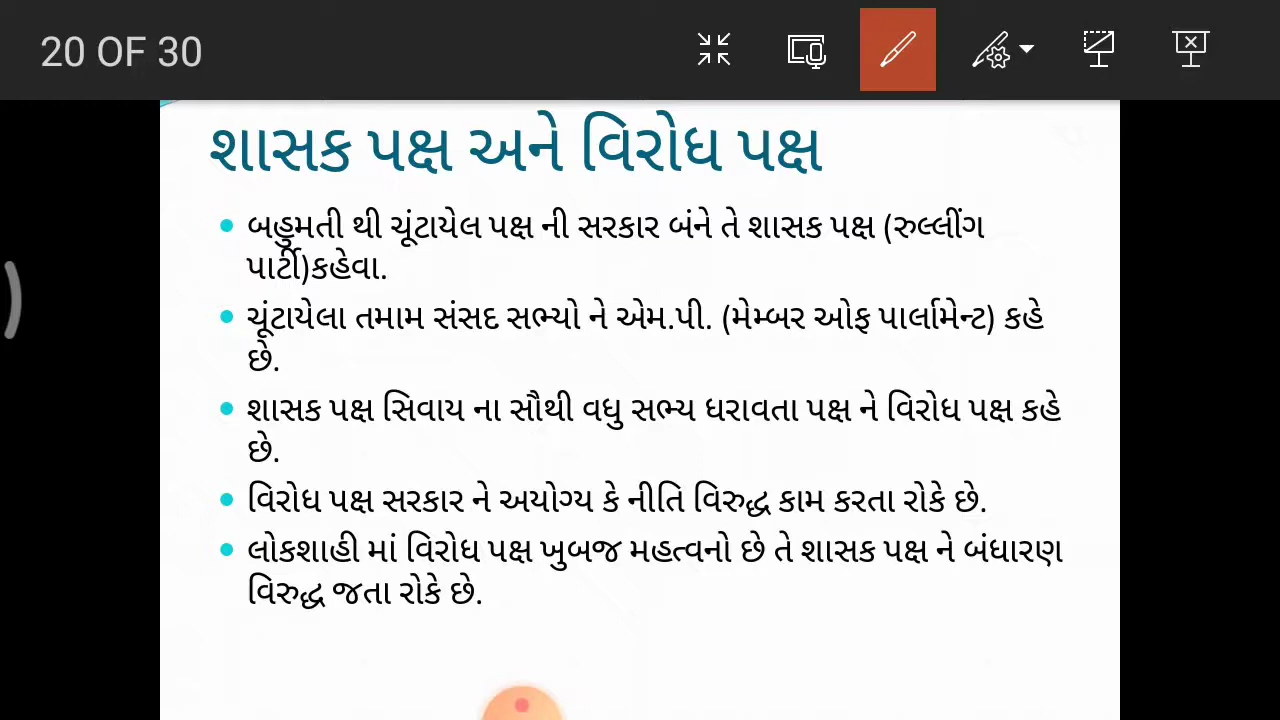 20 OF 30
શાસક પક્ષ અને વિરોધ પક્ષ
બહુમતી થી ચૂંટાયેલ પક્ષ ની સરકાર બંને તે શાસક પક્ષ (રુલ્લીંગ
પાર્ટી)કહેવા.
ચૂંટાયેલા તમામ સંસદ સભ્યો ને એમ.પી. (મેમ્બર ઓફ પાર્લામેન્ટ) કહે
છે.
શાસક પક્ષ સિવાય ના સૌથી વધુ સભ્ય ધરાવતા પક્ષ ને વિરોધ પક્ષ કહે
છે.
વિરોધ પક્ષ સરકાર ને અયોગ્ય કે નીતિ વિરુદ્ધ કામ કરતા રોકે છે.
લોકશાહી માં વિરોધ પક્ષ ખુબજ મહત્વનો છે તે શાસક પક્ષ ને બંધારણ
વિરુદ્ધ જતા રોકે છે.